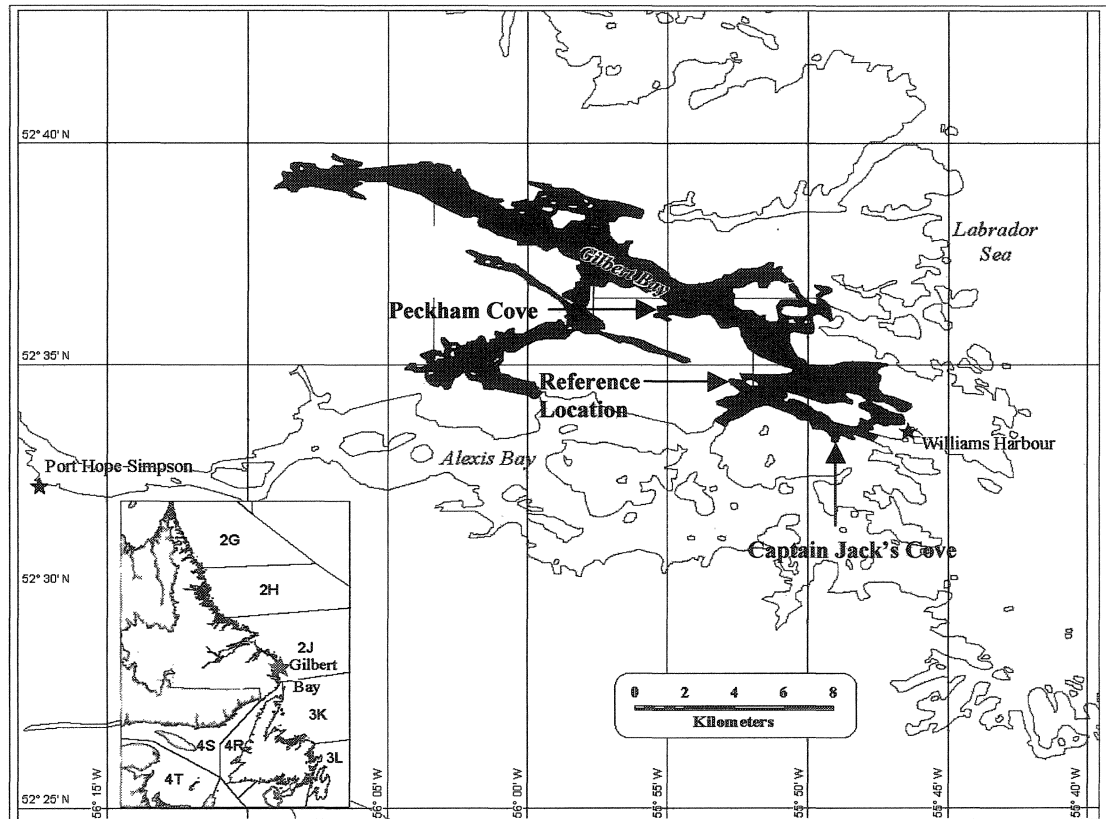 52° 40' N
Labrador
Sea
Gilbert Bay
Peckham Cove
52° 35' N
Reference
Location
Williams Harbour
Alexis Bay
Port Hope-Simpson
Captain Jack's Cove
52° 30' N
2G
2H
2J
Gilbert
Bay
3K
4S
4R
3L
4T
0 2 4 6 8
Kilometers
52° 25' N
56° 15' W
56° 05' W
56° 00' W
55° 55' W
55° 50' W
55° 45' W
55° 40' W